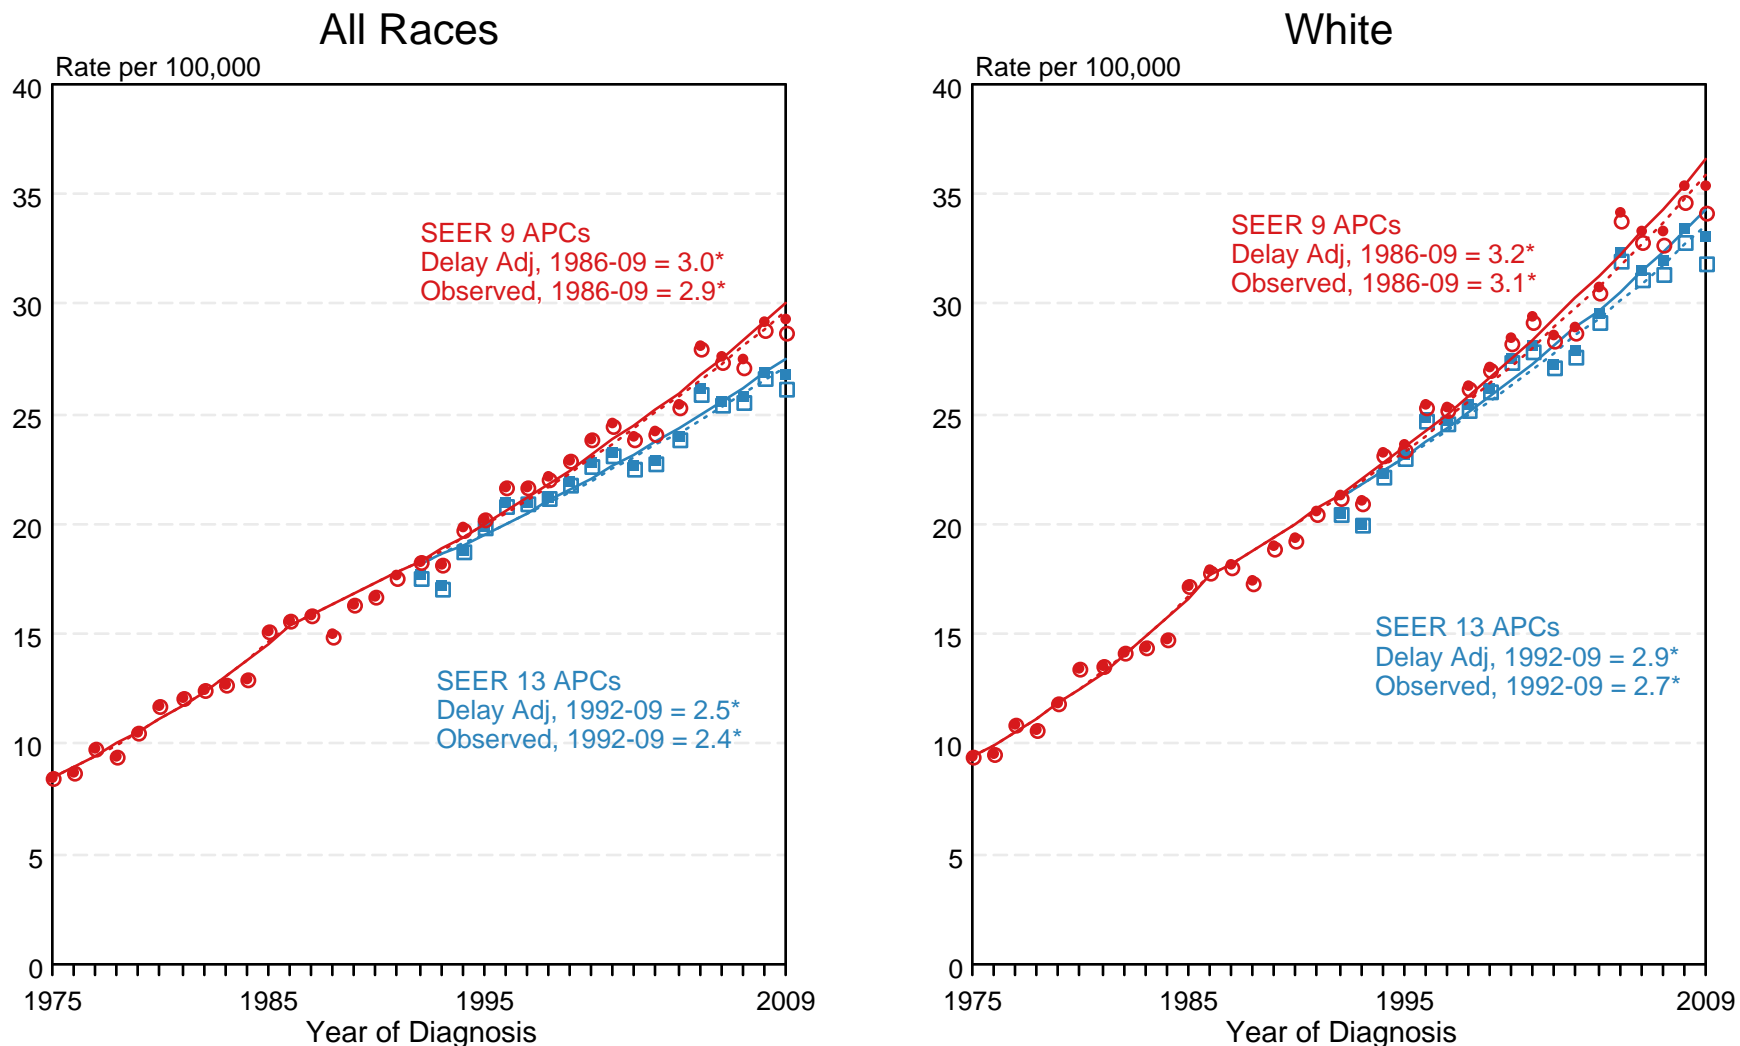 All Races
Rate per 100,000
40
35
30
25
20
15
10
5
0
SEER 9 APCs
Delay Adj, 1986-09 = 3.0*
Observed, 1986-09 = 2.9*
SEER 13 APCs
Delay Adj, 1992-09 = 2.5*
Observed, 1992-09 = 2.4*
1975 1985 1995 2009
Year of Diagnosis
White
Rate per 100,000
40
35
30
25
20
15
10
5
0
SEER 9 APCs
Delay Adj, 1986-09 = 3.2*
Observed, 1986-09 = 3.1*
SEER 13 APCs
Delay Adj, 1992-09 = 2.9*
Observed, 1992-09 = 2.7*
1975 1985 1995 2009
Year of Diagnosis